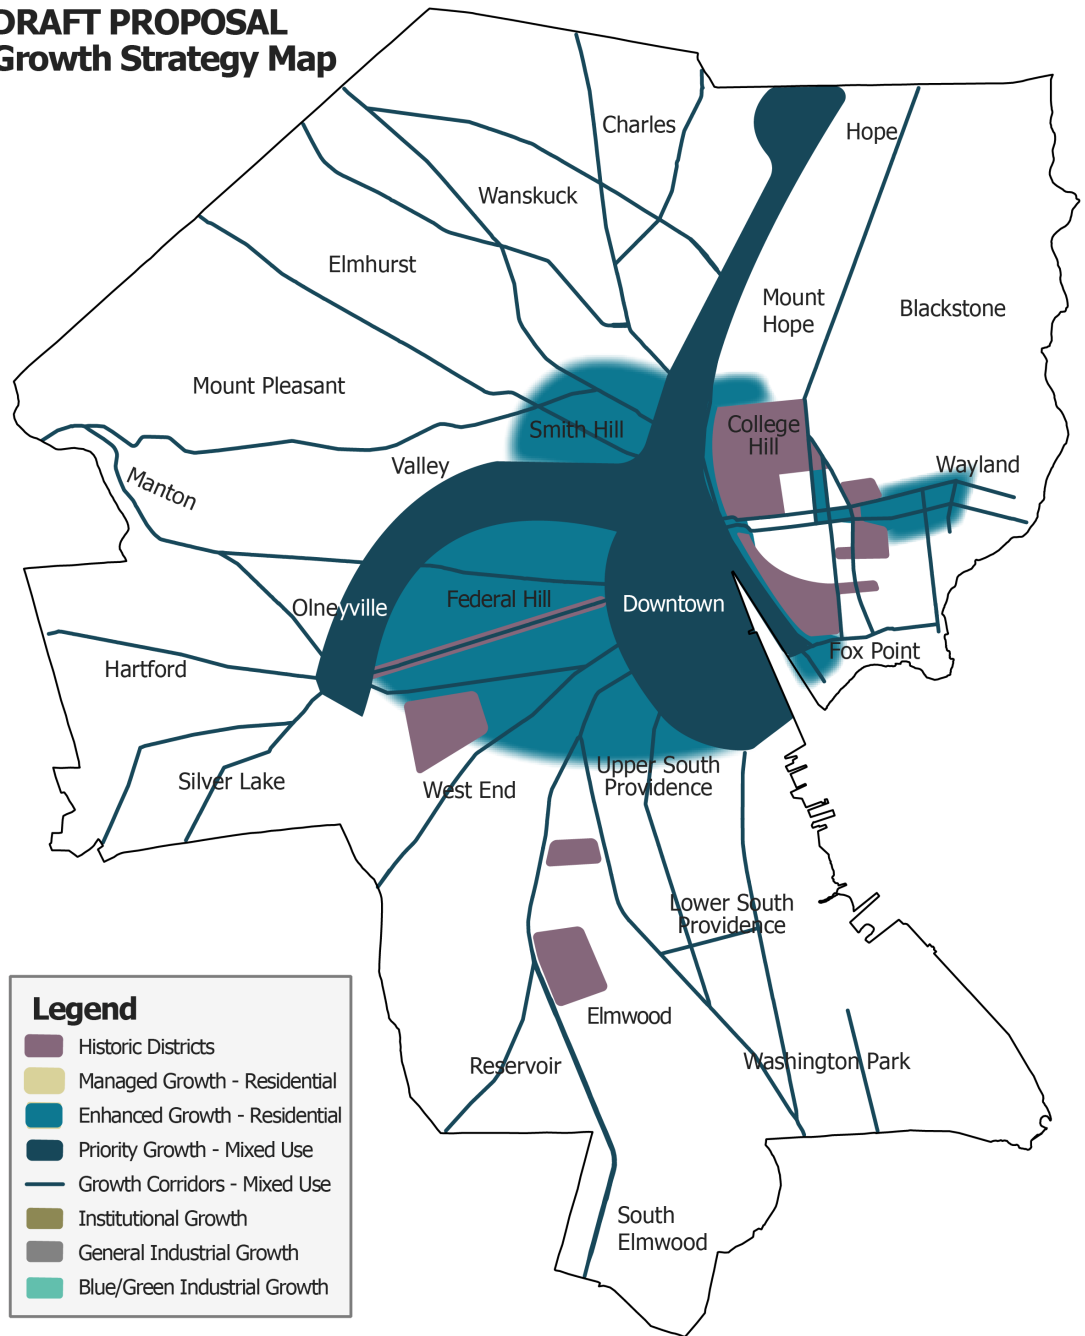 DRAFT PROPOSAL
Growth Strategy Map
Charles
Hope
Wanskuck
Elmhurst
Mount
Hope
Blackstone
Mount Pleasant
Smith Hill
College
Hill
Valley
Wayland
Manton
Federal Hill
Olneyville
Downtown
Fox Point
Hartford
Silver Lake
West End
Upper South
Providence
Lower South
Providence
Elmwood
Reservoir
Washington Park
South
Elmwood
Legend
Historic Districts
Managed Growth - Residential
Enhanced Growth - Residential
Priority Growth - Mixed Use
Growth Corridors - Mixed Use
Institutional Growth
General Industrial Growth
Blue/Green Industrial Growth